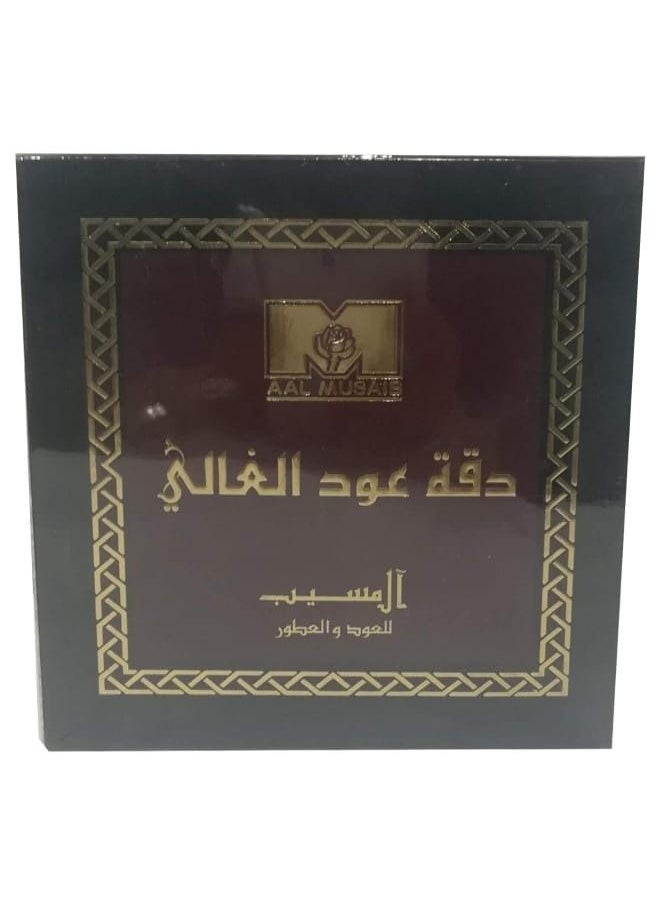 AAL MUSAIB
دقة عود الغالي
آل مسيب
للعود والعطور